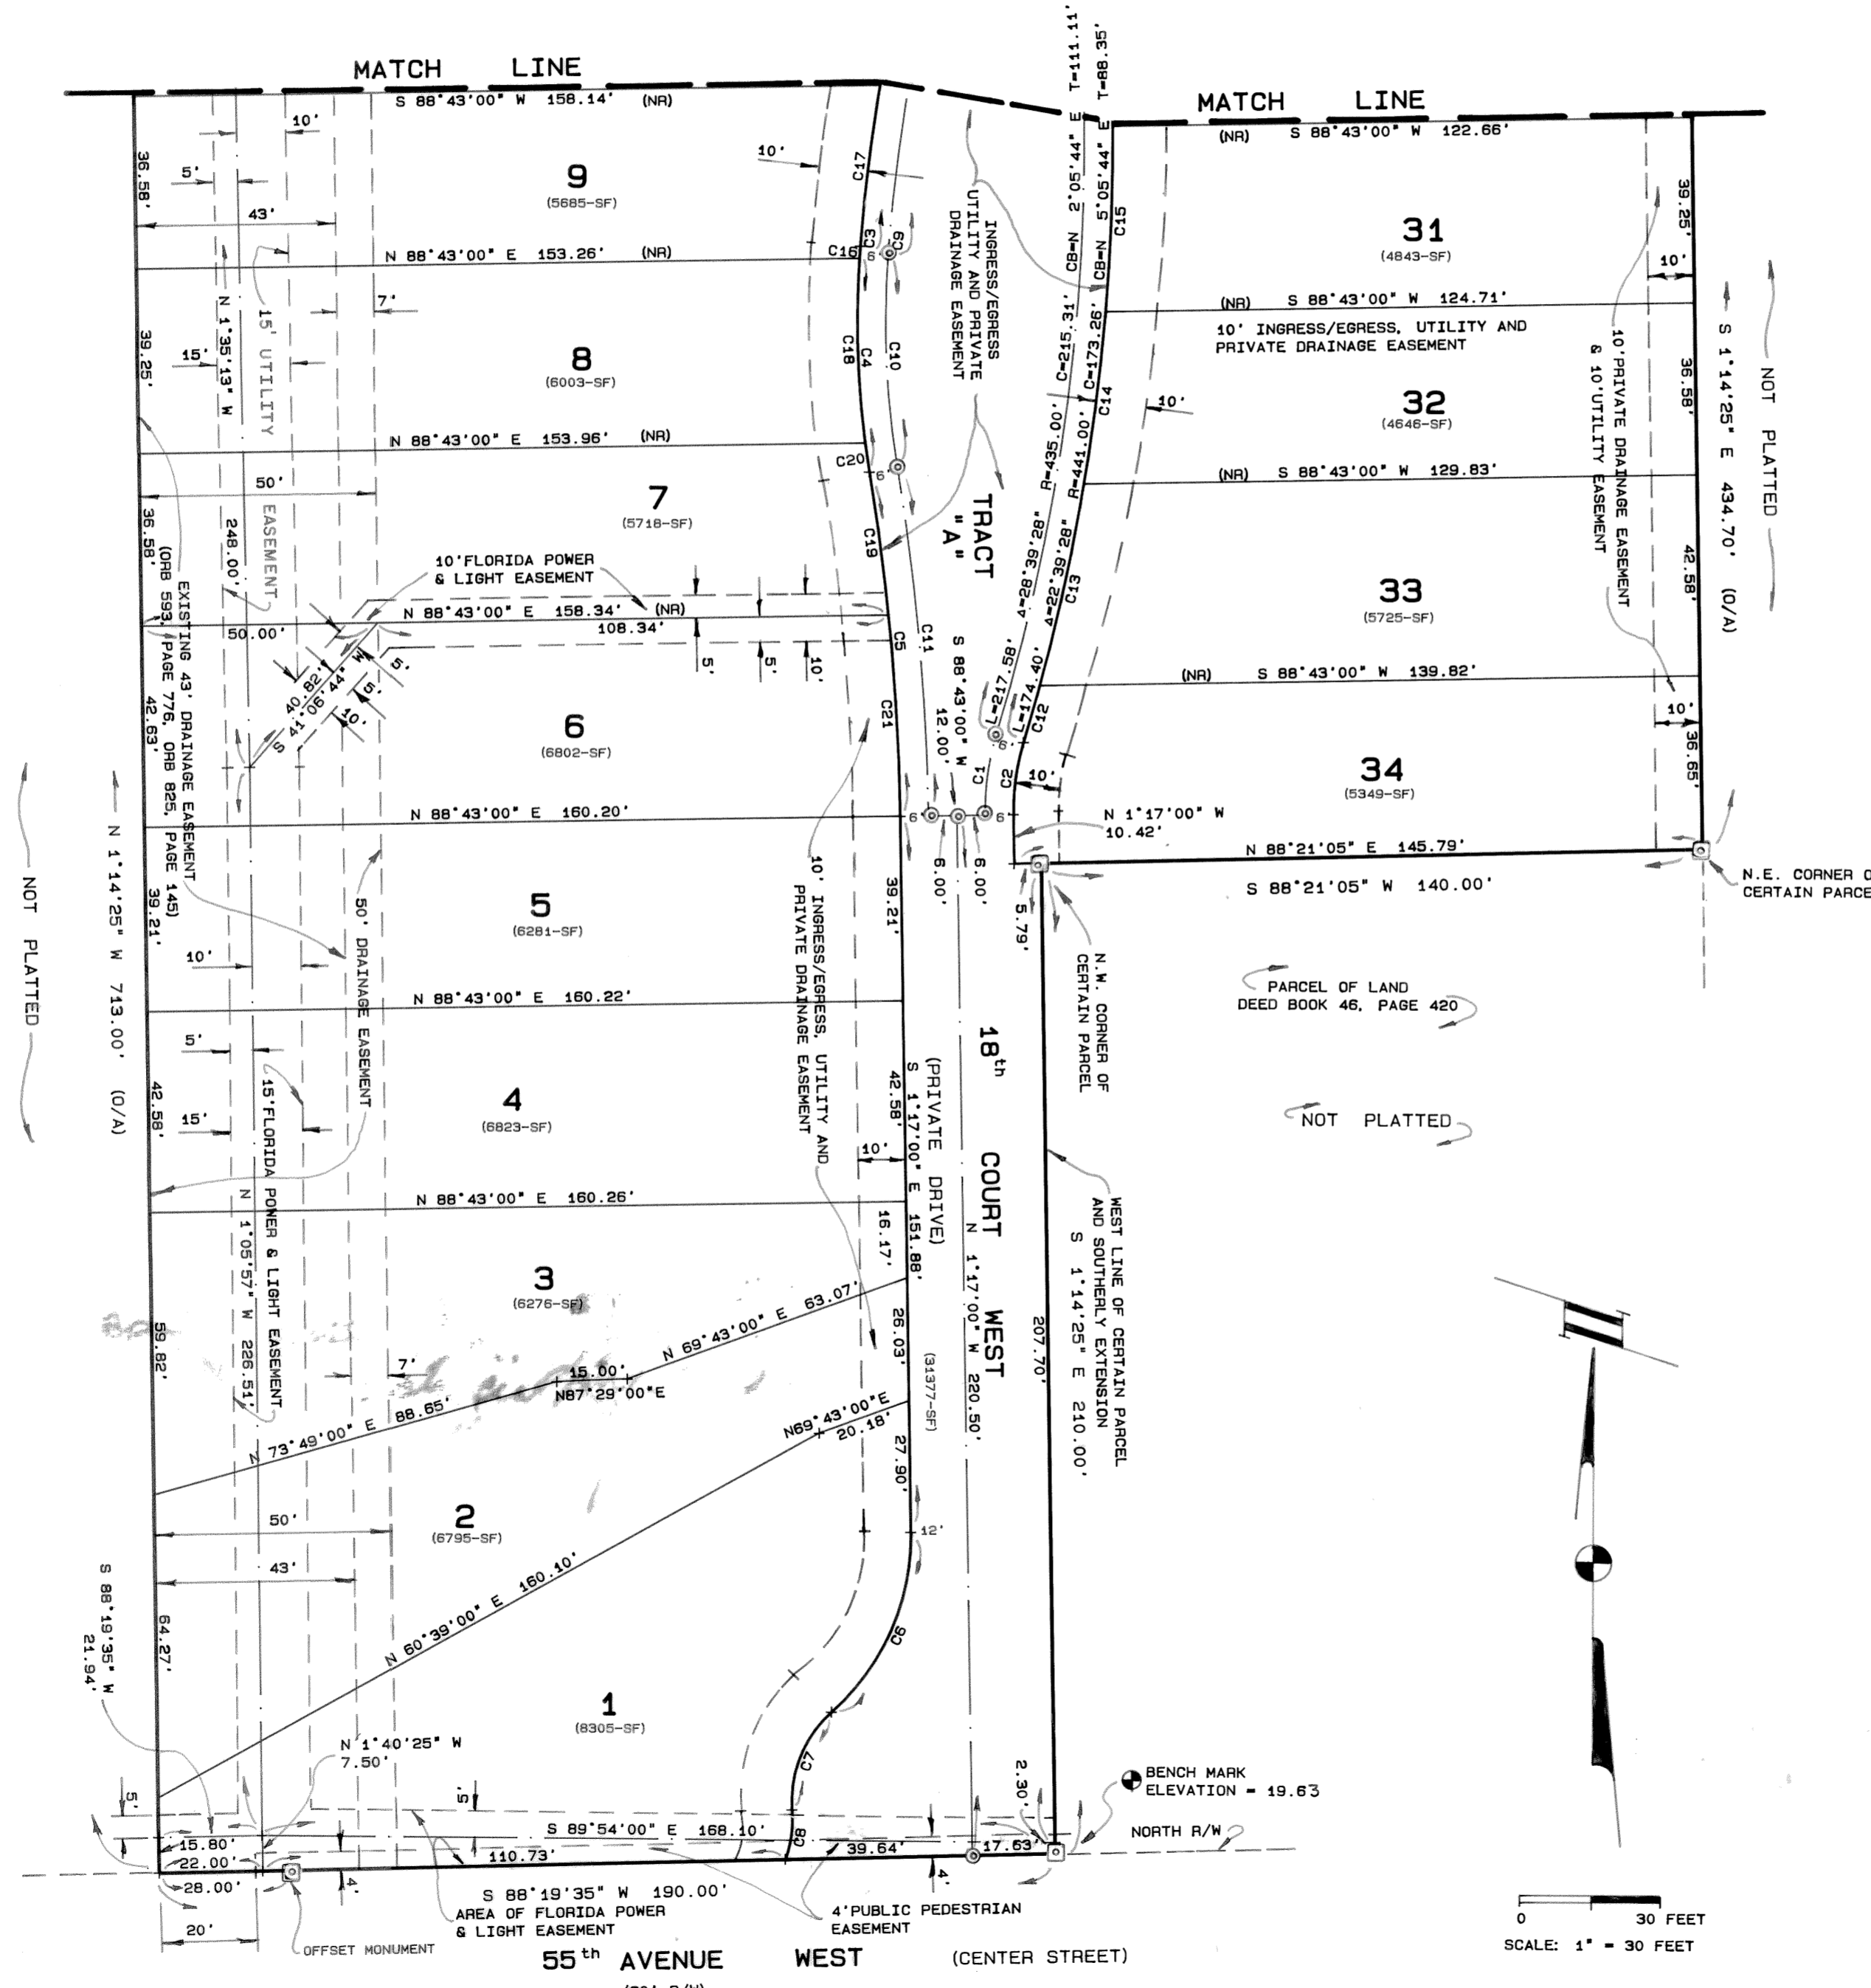 MATCH LINE
S 88°43'00" W 158.14' (NR)
MATCH LINE
(NR) S 88°43'00" W 122.66'
CB=N 2°05'44" E T=111.11'
CB=N 5°05'44" E T=88.35'
C=215.31'
C=173.26'
R=435.00'
R=441.00'
Δ=28°39'28"
Δ=22°39'28"
L=217.58'
L=174.40'
10'
5'
43'
36.58'
9
(5685-SF)
10'
C17
C3
C9
C16
6'
N 88°43'00" E 153.26' (NR)
INGRESS/EGRESS
UTILITY AND PRIVATE
DRAINAGE EASEMENT
C15
31
(4843-SF)
39.25'
10'
(NR) S 88°43'00" W 124.71'
10' INGRESS/EGRESS, UTILITY AND
PRIVATE DRAINAGE EASEMENT
N 1°35'13" W
248.00'
15' UTILITY
EASEMENT
7'
15'
39.25'
8
(6003-SF)
C18
C4
C10
N 88°43'00" E 153.96' (NR)
C14
10'
32
(4646-SF)
36.58'
(NR) S 88°43'00" W 129.83'
10'PRIVATE DRAINAGE EASEMENT
& 10'UTILITY EASEMENT
S 1°14'25" E 434.70' (O/A)
NOT PLATTED
C20
6'
50'
36.58'
7
(5718-SF)
C19
TRACT
"A"
10'FLORIDA POWER
& LIGHT EASEMENT
N 88°43'00" E 158.34' (NR)
50.00'
108.34'
5'
5'
10'
EXISTING 43' DRAINAGE EASEMENT
(ORB 593, PAGE 776, ORB 825, PAGE 145)
C13
33
(5725-SF)
42.58'
(NR) S 88°43'00" W 139.82'
40.82'
S 41°06'44" W
5'
5'
10'
42.63'
6
(6802-SF)
C5
C11
C21
S 88°43'00" W
12.00'
C12
6'
C1
C2
10'
10'
34
(5349-SF)
36.65'
N 88°43'00" E 160.20'
6'
6'
6.00'
6.00'
N 1°17'00" W
10.42'
N 88°21'05" E 145.79'
S 88°21'05" W 140.00'
N.E. CORNER O
CERTAIN PARCE
NOT PLATTED
N 1°14'25" W 713.00' (O/A)
39.21'
5
(6281-SF)
39.21'
10'
50' DRAINAGE EASEMENT
10' INGRESS/EGRESS, UTILITY AND
PRIVATE DRAINAGE EASEMENT
5.79'
N.W. CORNER OF
CERTAIN PARCEL
PARCEL OF LAND
DEED BOOK 46, PAGE 420
N 88°43'00" E 160.22'
5'
42.58'
15'
4
(6823-SF)
42.58'
10'
15'FLORIDA POWER & LIGHT EASEMENT
S 1°17'00" E 151.88'
(PRIVATE DRIVE)
18th COURT WEST
NOT PLATTED
N 88°43'00" E 160.26'
16.17'
N 1°05'57" W 226.51'
59.82'
3
(6276-SF)
7'
15.00'
N87°29'00"E
N 69°43'00" E 63.07'
N 73°49'00" E 88.65'
26.03'
(31377-SF)
N 1°17'00" W 220.50'
207.70'
WEST LINE OF CERTAIN PARCEL
AND SOUTHERLY EXTENSION
S 1°14'25" E 210.00'
N69°43'00"E
20.18'
27.90'
50'
2
(6795-SF)
12'
43'
N 60°39'00" E 160.10'
64.27'
C6
S 88°19'35" W
21.94'
1
(8305-SF)
N 1°40'25" W
7.50'
C7
5'
5'
2.30'
BENCH MARK
ELEVATION = 19.63
15.80'
S 89°54'00" E 168.10'
C8
NORTH R/W
22.00'
110.73'
39.64'
17.63'
28.00'
4'
4'
S 88°19'35" W 190.00'
20'
AREA OF FLORIDA POWER
& LIGHT EASEMENT
4'PUBLIC PEDESTRIAN
EASEMENT
OFFSET MONUMENT
55th AVENUE WEST (CENTER STREET)
0 30 FEET
SCALE: 1" = 30 FEET